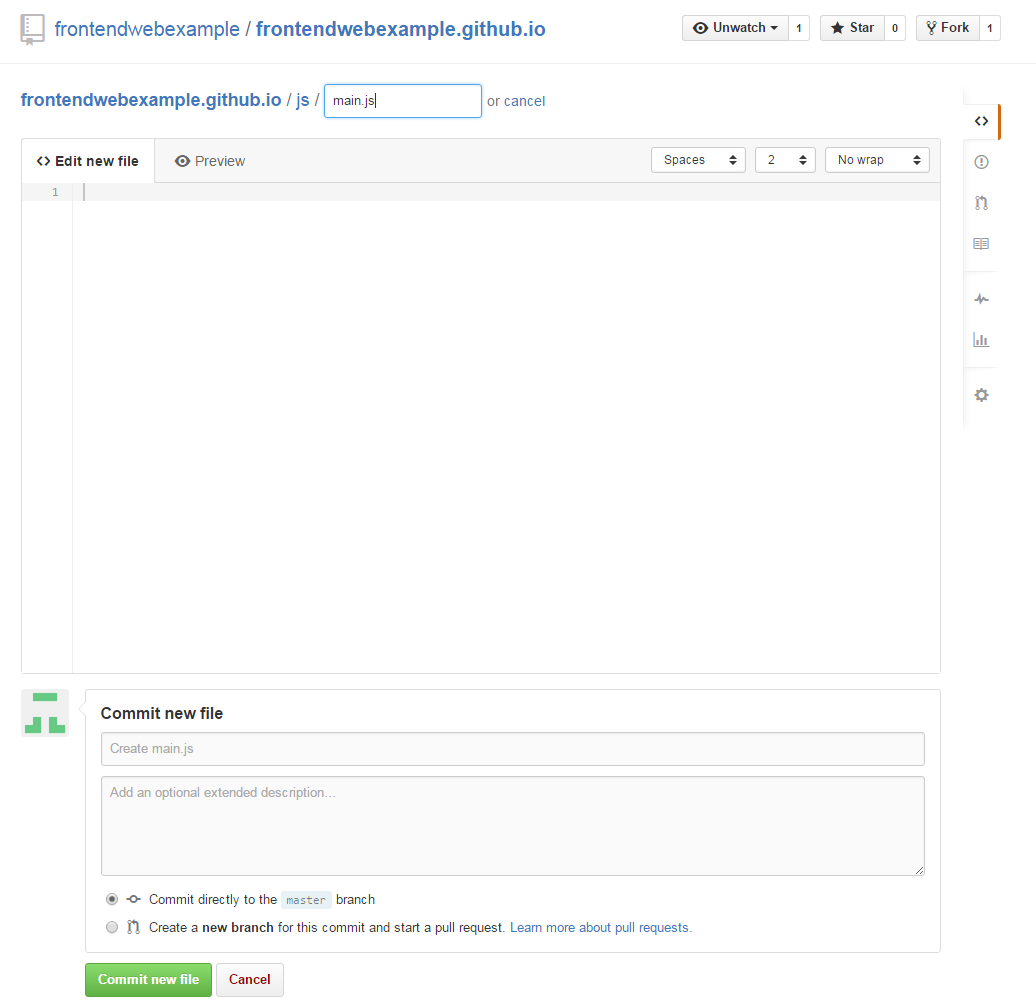 frontendwebexample / frontendwebexample.github.io Unwatch 1 Star 0 Fork 1
frontendwebexample.github.io / js / main.js or cancel
<> Edit new file Preview Spaces 2 No wrap
1
Commit new file
Create main.js
Add an optional extended description...
Commit directly to the master branch
Create a new branch for this commit and start a pull request. Learn more about pull requests.
Commit new file Cancel